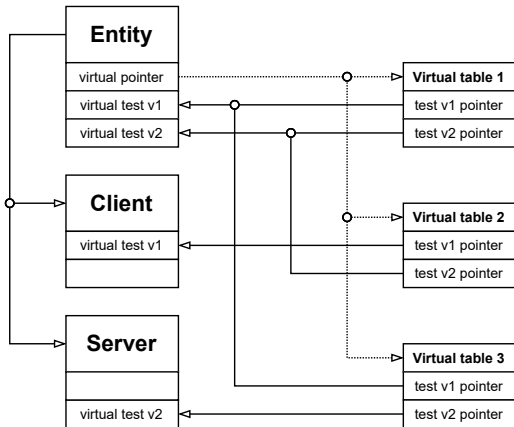 Entity
virtual pointer
virtual test v1
virtual test v2
Virtual table 1
test v1 pointer
test v2 pointer
Client
virtual test v1
Virtual table 2
test v1 pointer
test v2 pointer
Server
virtual test v2
Virtual table 3
test v1 pointer
test v2 pointer